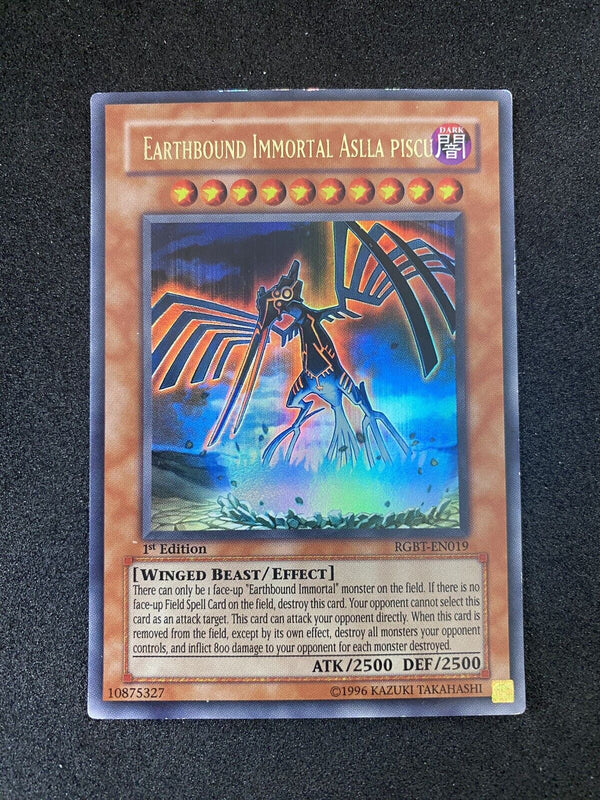 EARTHBOUND IMMORTAL ASLLA PISCU
DARK
闇
1st Edition
RGBT-EN019
[WINGED BEAST/EFFECT]
There can only be 1 face-up "Earthbound Immortal" monster on the field. If there is no
face-up Field Spell Card on the field, destroy this card. Your opponent cannot select this
card as an attack target. This card can attack your opponent directly. When this card is
removed from the field, except by its own effect, destroy all monsters your opponent
controls, and inflict 800 damage to your opponent for each monster destroyed.
ATK/2500 DEF/2500
10875327
©1996 KAZUKI TAKAHASHI